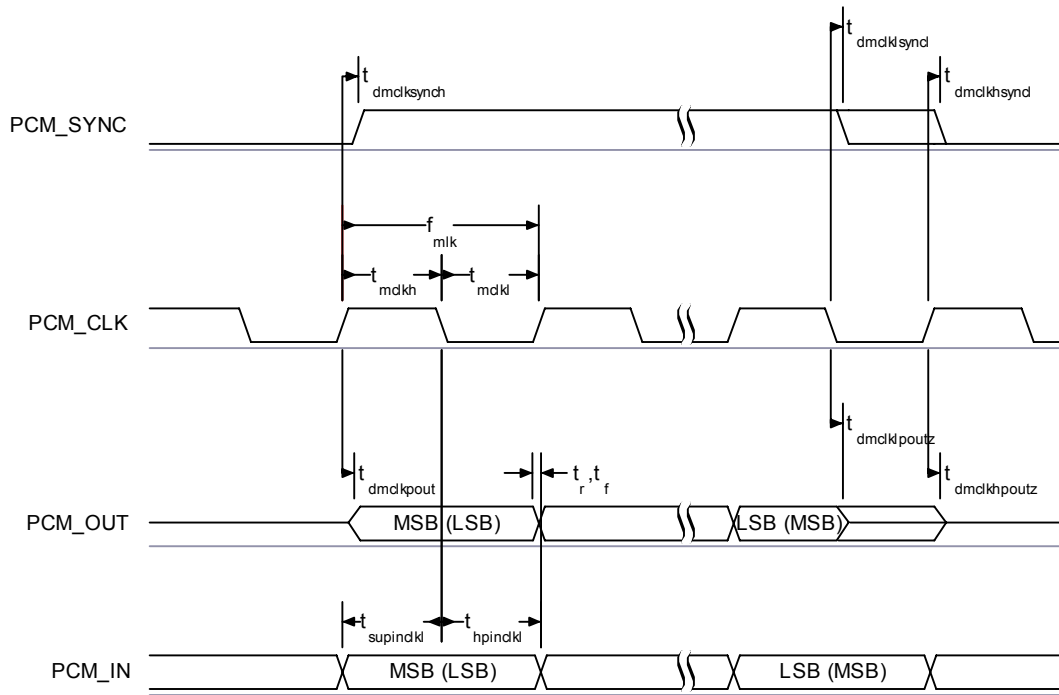 t dmclklsyncl
t dmclksynch
t dmclkhsyncl
PCM_SYNC
f mlk
t mclkh
t mclkl
PCM_CLK
t dmclklpoutz
t dmclkpout
t r ,t f
t dmclkhpoutz
PCM_OUT
MSB (LSB)
LSB (MSB)
t supinclkl
t hpinclkl
PCM_IN
MSB (LSB)
LSB (MSB)